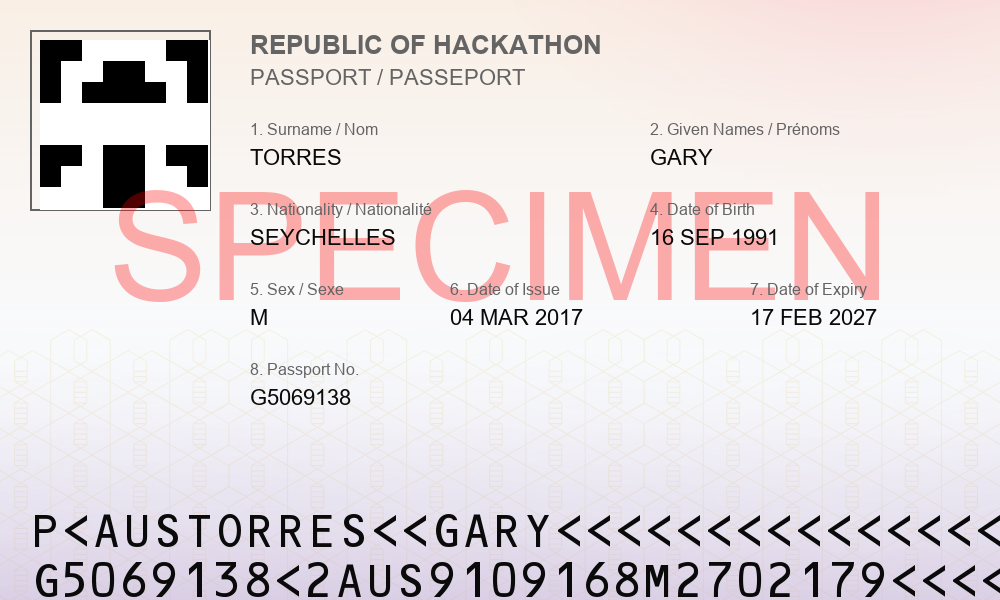 REPUBLIC OF HACKATHON
PASSPORT / PASSEPORT
1. Surname / Nom
2. Given Names / Prénoms
TORRES
GARY
SPECIMEN
3. Nationality / Nationalité
4. Date of Birth
SEYCHELLES
16 SEP 1991
5. Sex / Sexe
6. Date of Issue
7. Date of Expiry
M
04 MAR 2017
17 FEB 2027
8. Passport No.
G5069138
P<AUSTORRES<<GARY<<<<<<<<<<<<<<<
G5069138<2AUS9109168M2702179<<<<